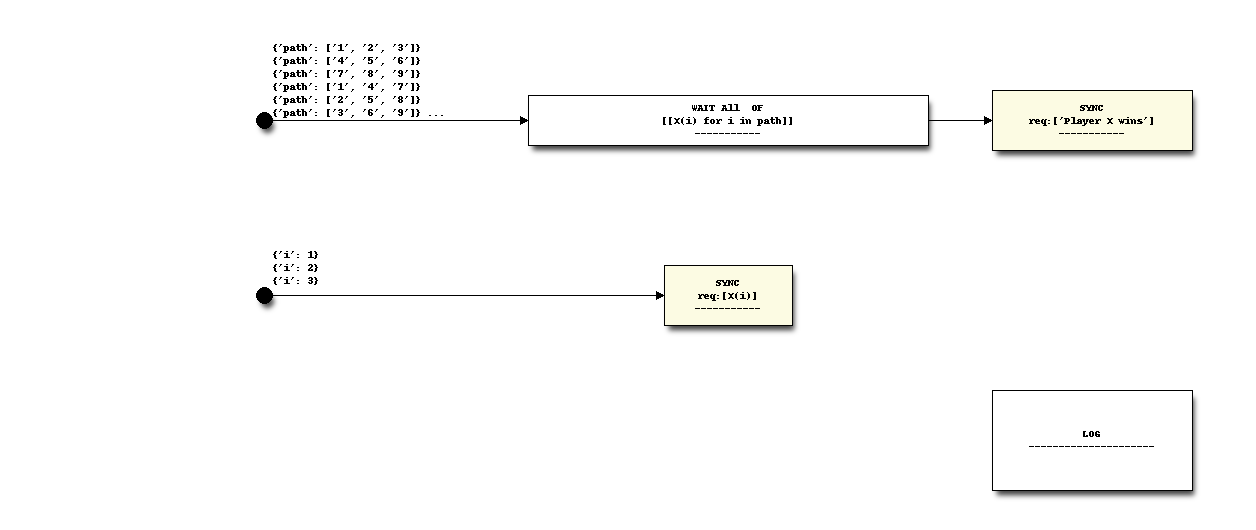 {'path': ['1', '2', '3']}
{'path': ['4', '5', '6']}
{'path': ['7', '8', '9']}
{'path': ['1', '4', '7']}
{'path': ['2', '5', '8']}
{'path': ['3', '6', '9']} ...
WAIT All  OF
[[X(i) for i in path]]
-----------
SYNC
req:['Player X wins']
-----------
{'i': 1}
{'i': 2}
{'i': 3}
SYNC
req:[X(i)]
-----------
LOG
---------------------